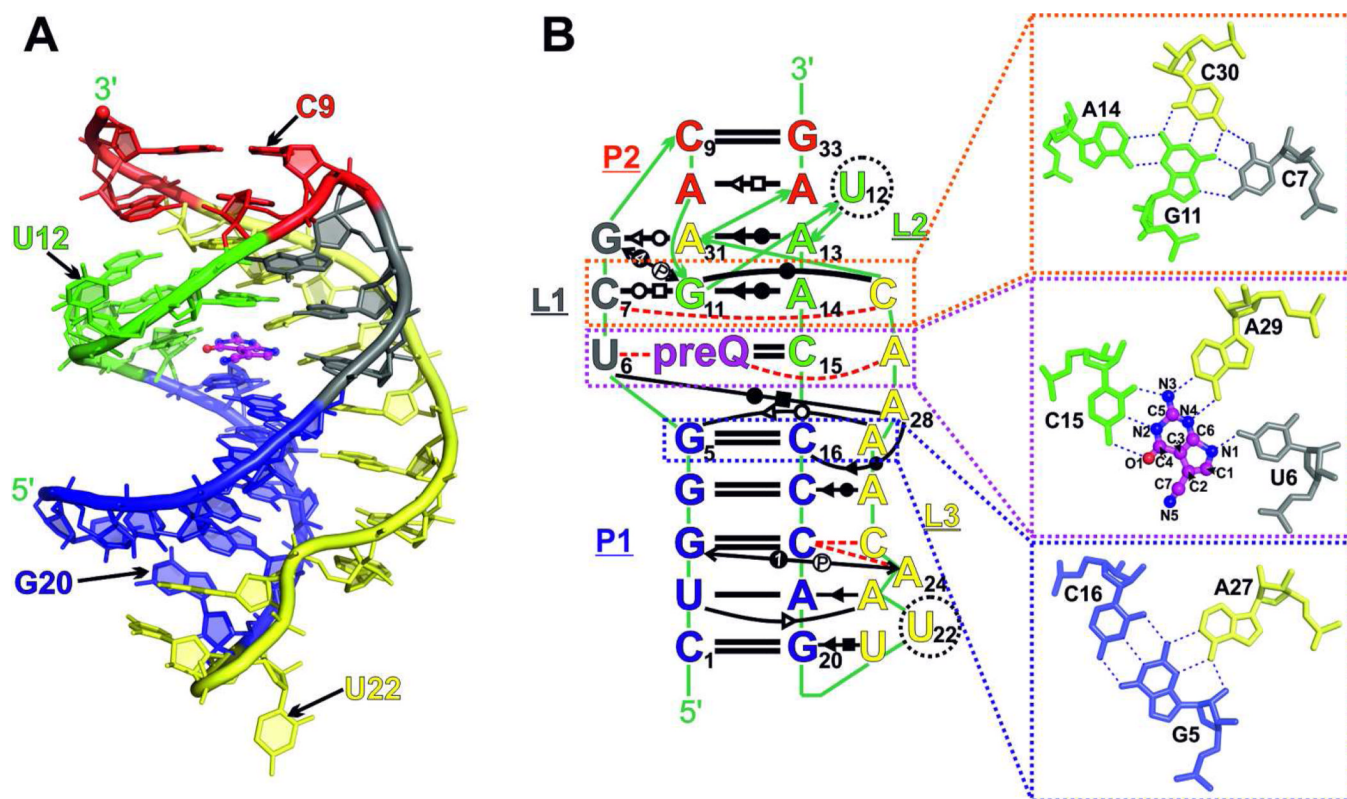 A
3'
C9
U12
5'
G20
U22
B
3'
C9 G33
P2
A A U12
L2
G A31 A13
4 P
C7 G11 A14 C
L1
U6 preQ C15 A
A28
G5 C16 A
G C A
P1
L3
G C C
1 P
A24
U A A
U22
C1 G20 U
5'
C30
A14
C7
G11
A29
N3
C5 N4
C15
N2 C3 C6
N1
O1 C4 C1
U6
C7 C2
N5
C16
A27
G5